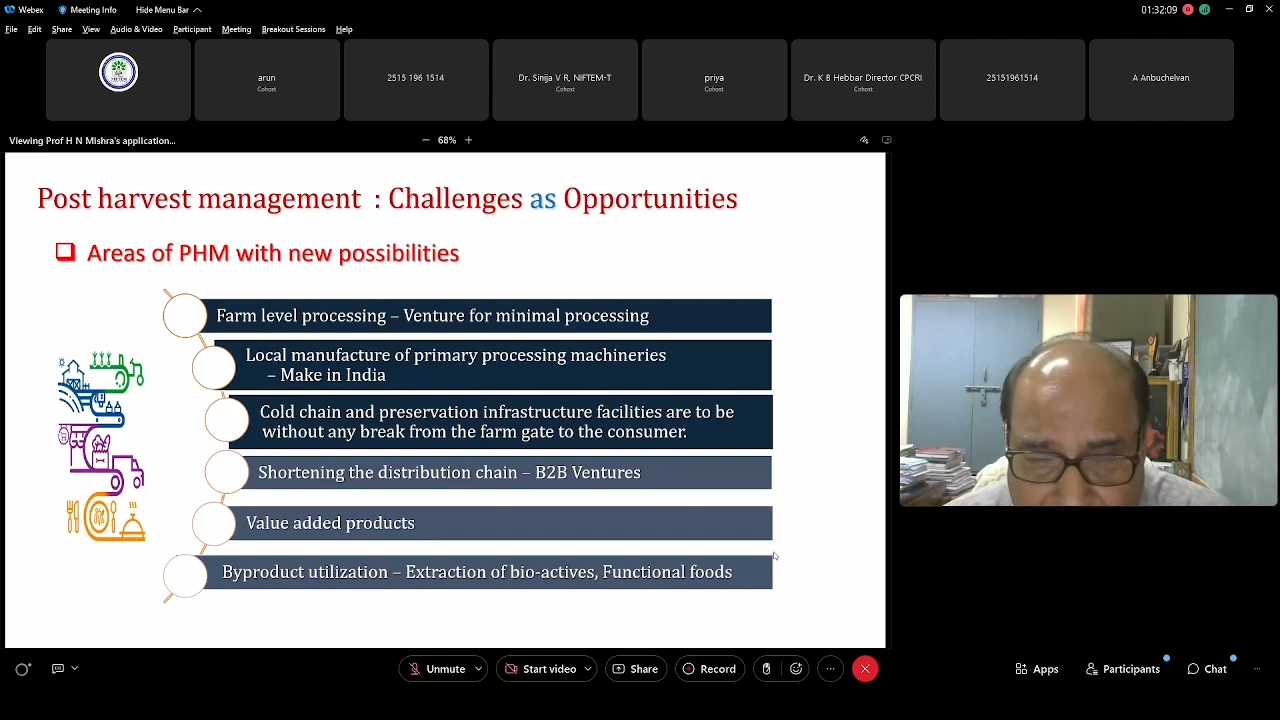 Webex
Meeting Info
Hide Menu Bar
01:32:09
File Edit Share View Audio & Video Participant Meeting Breakout Sessions Help
arun
Cohost
2515 196 1514
Dr. Sinija V R, NIFTEM-T
Cohost
priya
Cohost
Dr. K B Hebbar Director CPCRI
Cohost
25151961514
A Anbuchelvan
Viewing Prof H N Mishra's application...
− 68% +
Post harvest management : Challenges as Opportunities
Areas of PHM with new possibilities
Farm level processing – Venture for minimal processing
Local manufacture of primary processing machineries
– Make in India
Cold chain and preservation infrastructure facilities are to be
without any break from the farm gate to the consumer.
Shortening the distribution chain – B2B Ventures
Value added products
Byproduct utilization – Extraction of bio-actives, Functional foods
Unmute
Start video
Share
Record
Apps
Participants
Chat